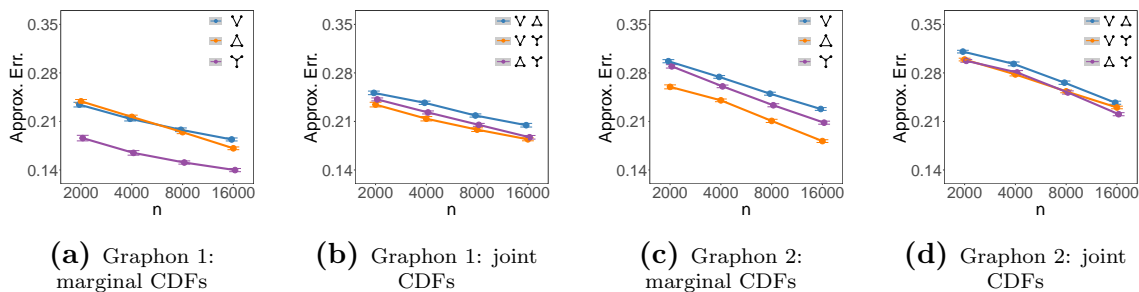 Approx. Err.
0.35
0.28
0.21
0.14
2000 4000 8000 16000
n
(a) Graphon 1:
marginal CDFs
Approx. Err.
0.35
0.28
0.21
0.14
2000 4000 8000 16000
n
(b) Graphon 1: joint
CDFs
Approx. Err.
0.35
0.28
0.21
0.14
2000 4000 8000 16000
n
(c) Graphon 2:
marginal CDFs
Approx. Err.
0.35
0.28
0.21
0.14
2000 4000 8000 16000
n
(d) Graphon 2: joint
CDFs